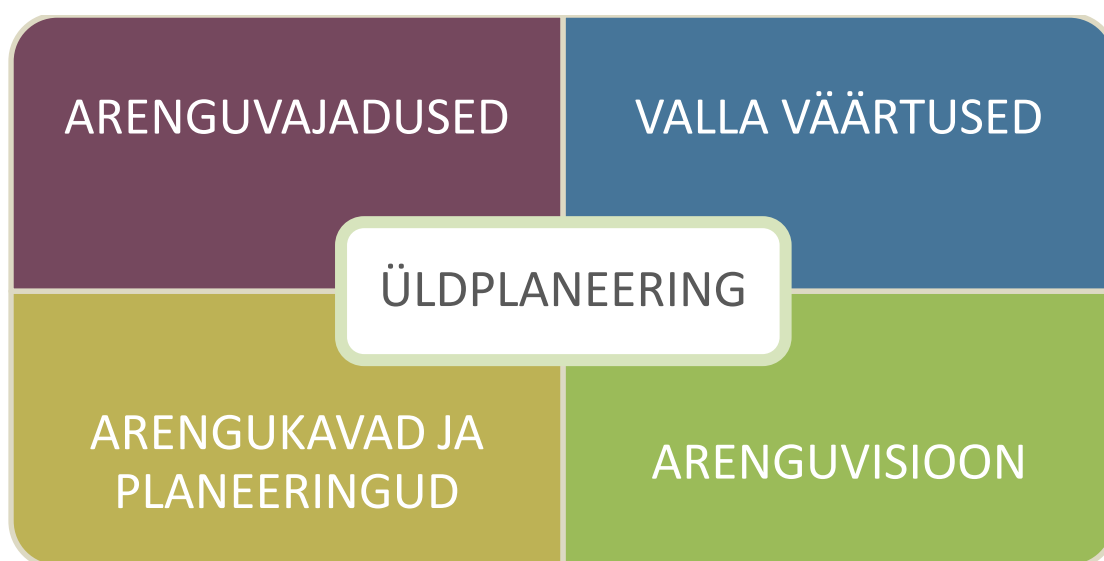 ARENGUVAJADUSED
VALLA VÄÄRTUSED
ÜLDPLANEERING
ARENGUKAVAD JA
PLANEERINGUD
ARENGUVISIOON